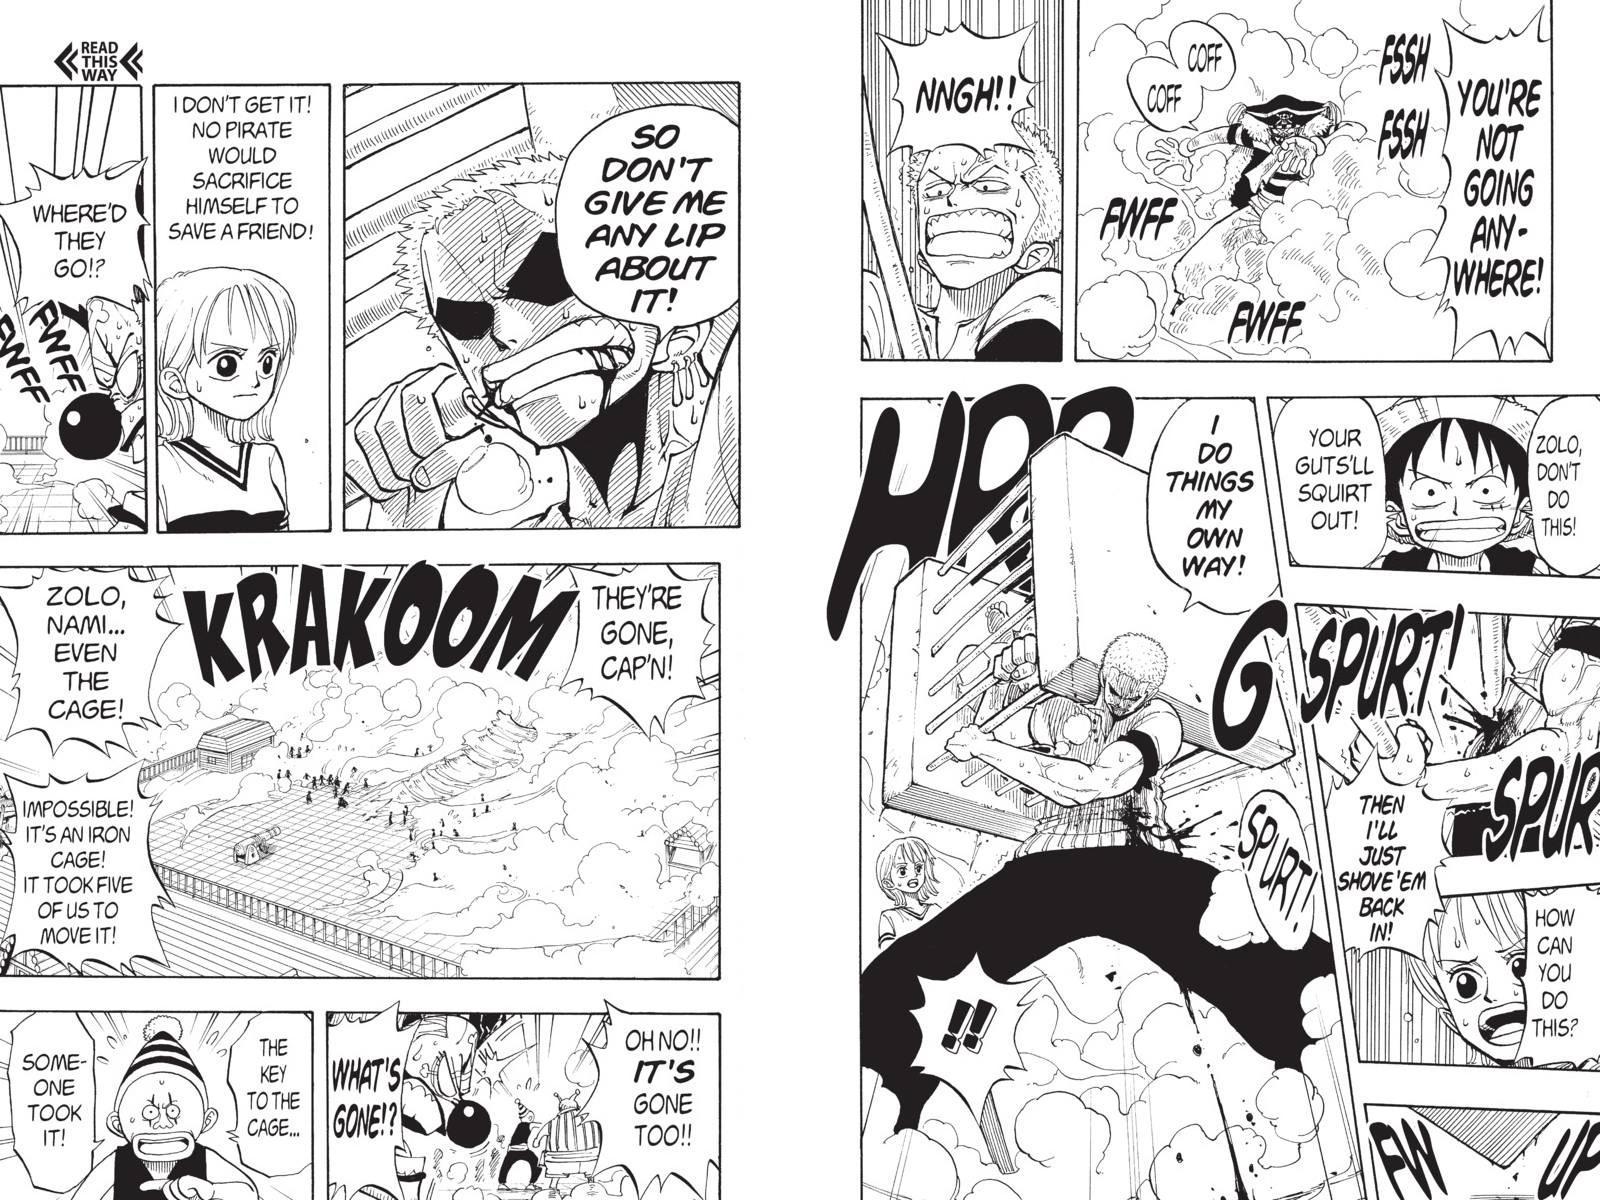 YOU'RE
NOT
GOING
ANY-
WHERE!
FSSH
FSSH
COFF
COFF
FWFF
FWFF
NNGH!!
ZOLO,
DON'T
DO
THIS!
YOUR
GUTS'LL
SQUIRT
OUT!
SPURT!
SPUR
THEN
I'LL
JUST
SHOVE 'EM
BACK
IN!
HOW
CAN
YOU
DO
THIS?
I
DO
THINGS
MY
OWN
WAY!
G
SPURT!
!!
FW
UP
READ
THIS
WAY
SO
DON'T
GIVE ME
ANY LIP
ABOUT
IT!
I DON'T GET IT!
NO PIRATE
WOULD
SACRIFICE
HIMSELF TO
SAVE A FRIEND!
WHERE'D
THEY
GO!?
FWFF
FWFF
THEY'RE
GONE,
CAP'N!
KRAKOOM
ZOLO,
NAMI...
EVEN
THE
CAGE!
IMPOSSIBLE!
IT'S AN IRON
CAGE!
IT TOOK FIVE
OF US TO
MOVE IT!
OH NO!!
IT'S
GONE
TOO!!
WHAT'S
GONE!?
THE
KEY
TO THE
CAGE...
SOME-
ONE
TOOK
IT!